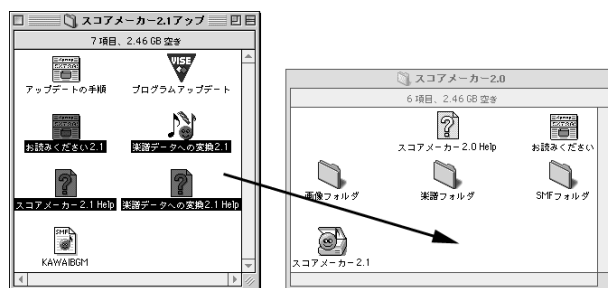 スコアメーカー2.1アップ
7項目、2.46 GB 空き
アップデートの手順
プログラムアップデート
お読みください2.1
楽譜データへの変換2.1
スコアメーカー2.1 Help
楽譜データへの変換2.1 Help
SMF
KAWAIBGM
スコアメーカー2.0
6項目、2.46 GB 空き
スコアメーカー2.0 Help
お読みください
画像フォルダ
楽譜フォルダ
SMFフォルダ
スコアメーカー2.1